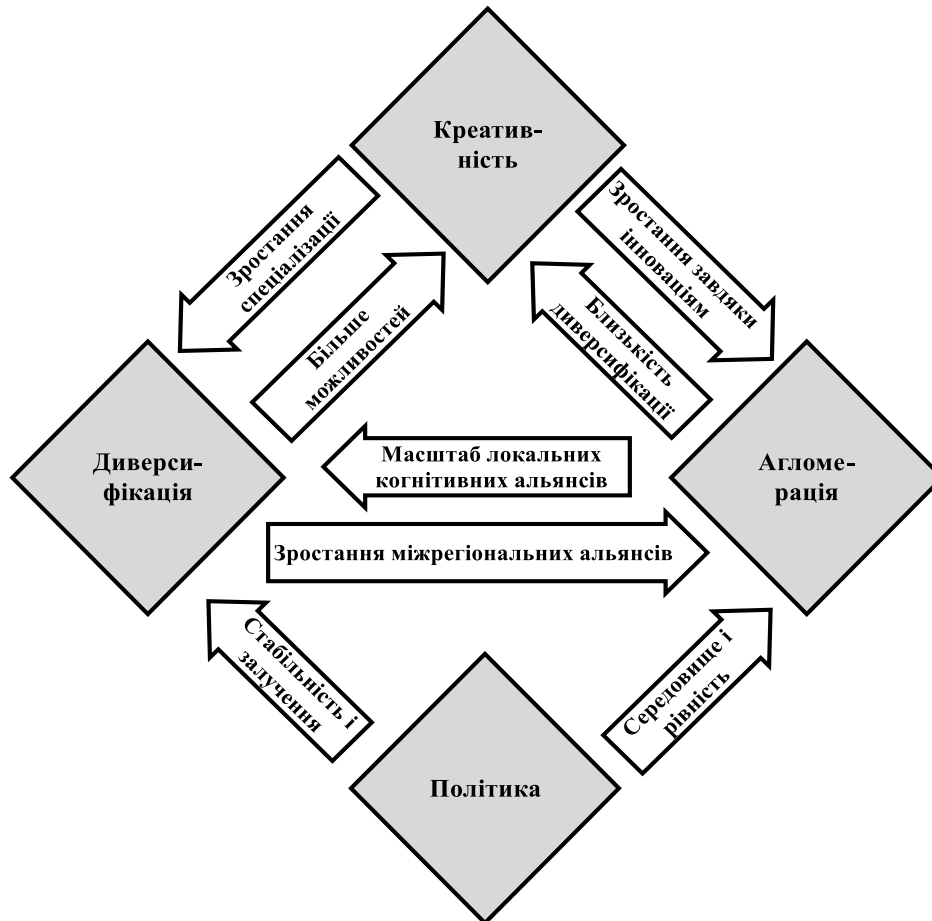 Креатив-
ність
Зростання
спеціалізації
Більше
можливостей
Зростання завдяки
інноваціям
Близькість
диверсифікації
Диверси-
фікація
Масштаб локальних
когнітивних альянсів
Агломе-
рація
Зростання міжрегіональних альянсів
Стабільність і
залучення
Середовище і
рівність
Політика